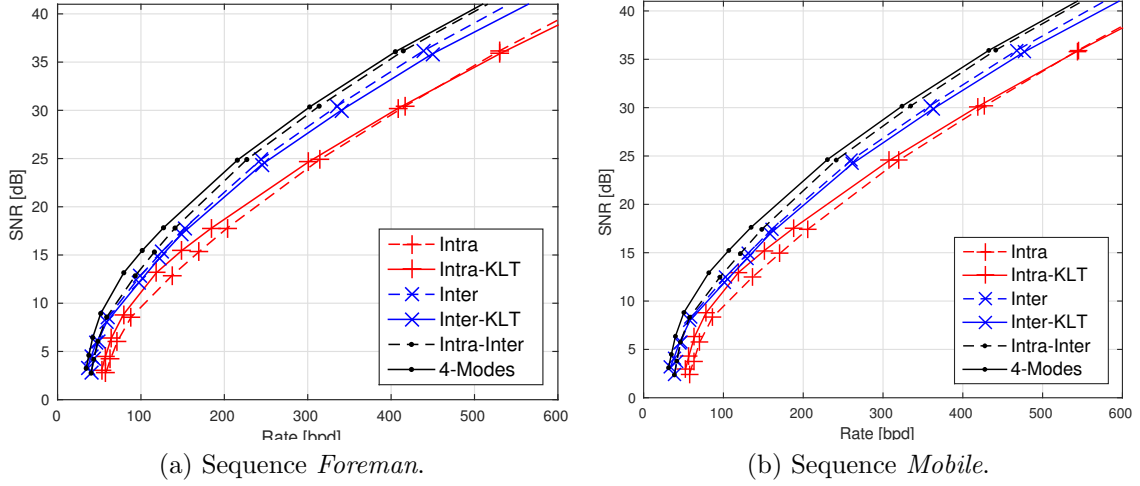 40
35
30
25
20
15
10
5
0
SNR [dB]
0 100 200 300 400 500 600
Rate [bpd]
Intra
Intra-KLT
Inter
Inter-KLT
Intra-Inter
4-Modes
(a) Sequence Foreman.
40
35
30
25
20
15
10
5
0
SNR [dB]
0 100 200 300 400 500 600
Rate [bpd]
Intra
Intra-KLT
Inter
Inter-KLT
Intra-Inter
4-Modes
(b) Sequence Mobile.